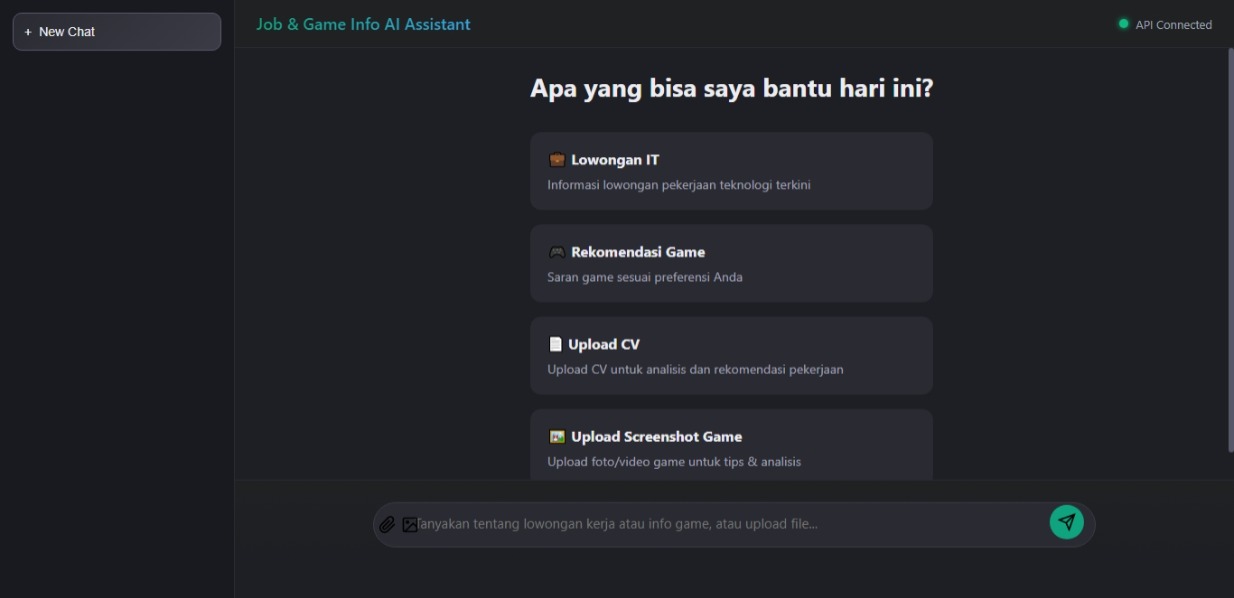 + New Chat
Job & Game Info AI Assistant
API Connected
Apa yang bisa saya bantu hari ini?
Lowongan IT
Informasi lowongan pekerjaan teknologi terkini
Rekomendasi Game
Saran game sesuai preferensi Anda
Upload CV
Upload CV untuk analisis dan rekomendasi pekerjaan
Upload Screenshot Game
Upload foto/video game untuk tips & analisis
Tanyakan tentang lowongan kerja atau info game, atau upload file...